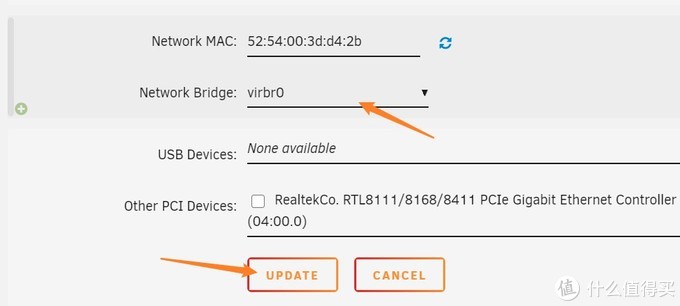 Network MAC: 52:54:00:3d:d4:2b
Network Bridge: virbr0
USB Devices: None available
Other PCI Devices: RealtekCo. RTL8111/8168/8411 PCIe Gigabit Ethernet Controller
(04:00.0)
UPDATE CANCEL
值 什么值得买